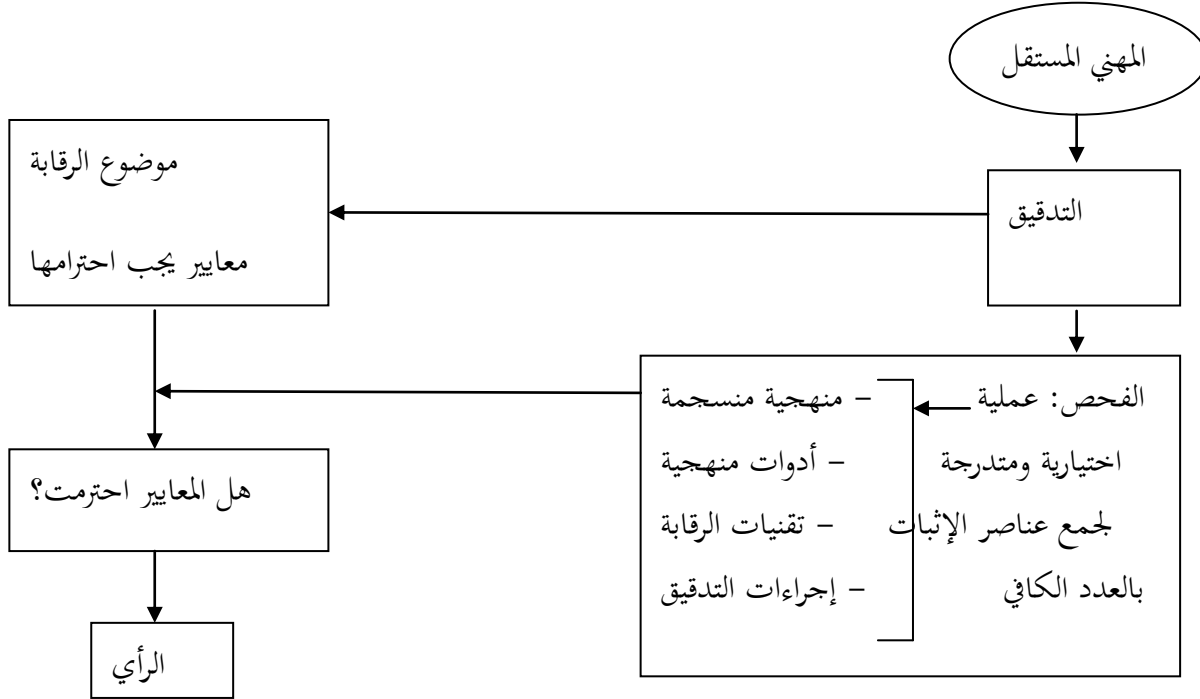 المهني المستقل
التدقيق
موضوع الرقابة
معايير يجب احترامها
الفحص: عملية
اختيارية ومتدرجة
لجمع عناصر الإثبات
بالعدد الكافي
– منهجية منسجمة
– أدوات منهجية
– تقنيات الرقابة
– إجراءات التدقيق
هل المعايير احترمت؟
الرأي